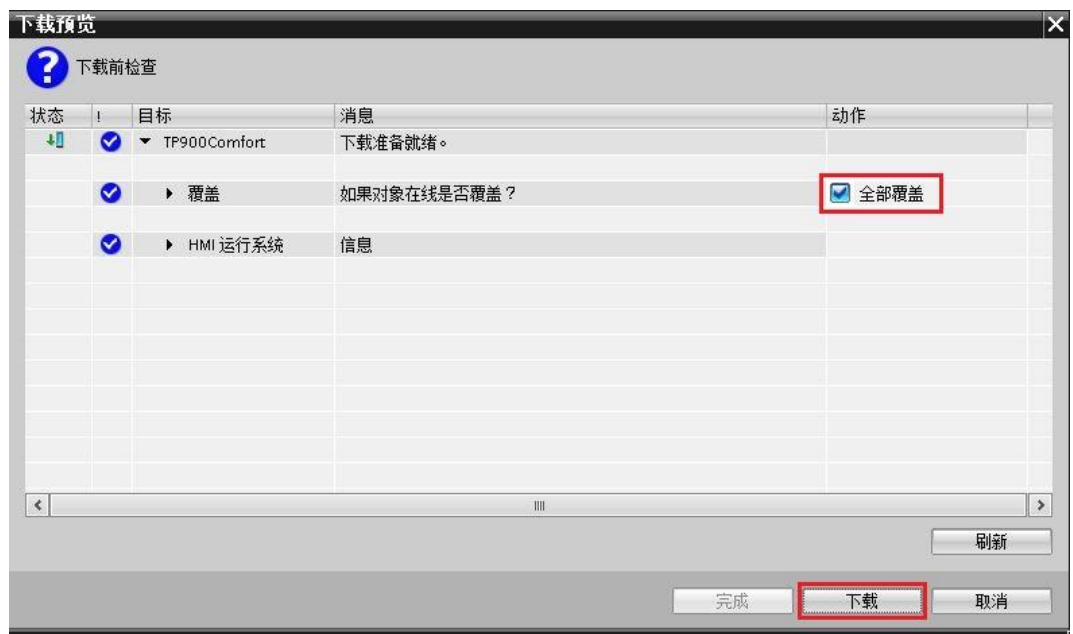 下载预览
下载前检查
状态 ! 目标 消息 动作
TP900Comfort 下载准备就绪。
覆盖 如果对象在线是否覆盖？ 全部覆盖
HMI 运行系统 信息
刷新
完成 下载 取消